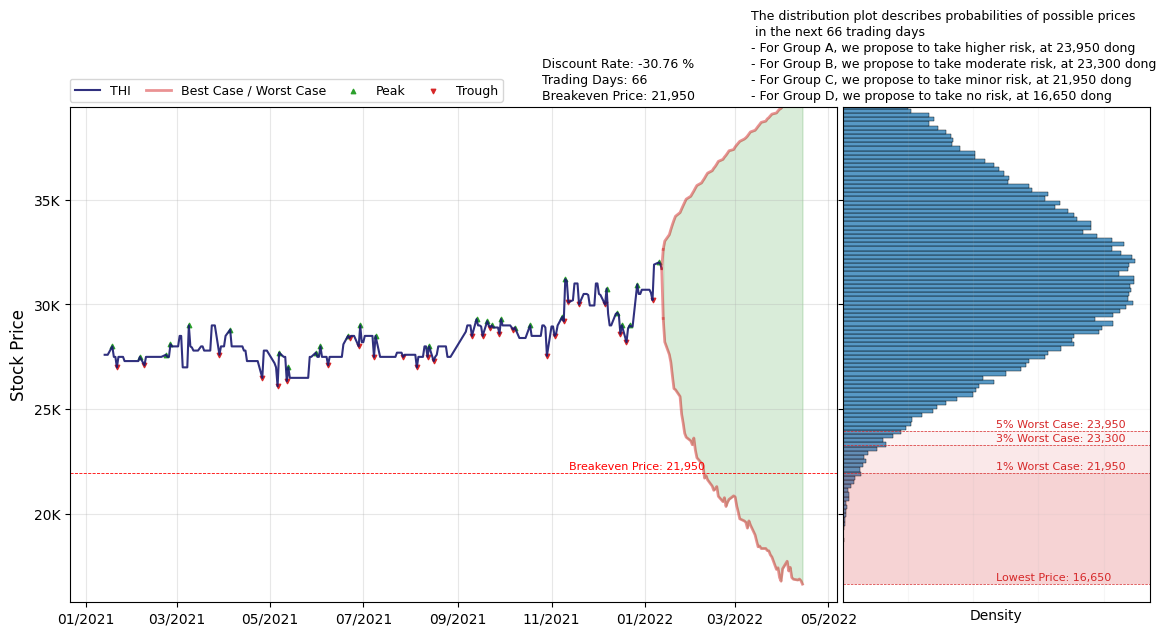 The distribution plot describes probabilities of possible prices
in the next 66 trading days
- For Group A, we propose to take higher risk, at 23,950 dong
- For Group B, we propose to take moderate risk, at 23,300 dong
- For Group C, we propose to take minor risk, at 21,950 dong
- For Group D, we propose to take no risk, at 16,650 dong
Discount Rate: -30.76 %
Trading Days: 66
Breakeven Price: 21,950
THI
Best Case / Worst Case
Peak
Trough
Stock Price
35K
30K
25K
20K
Breakeven Price: 21,950
5% Worst Case: 23,950
3% Worst Case: 23,300
1% Worst Case: 21,950
Lowest Price: 16,650
01/2021
03/2021
05/2021
07/2021
09/2021
11/2021
01/2022
03/2022
05/2022
Density